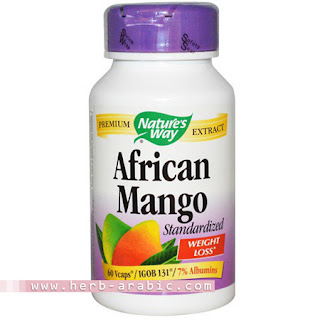 PREMIUM EXTRACT
Nature's Way
African
Mango
Standardized
WEIGHT
LOSS*
60 Vcaps® / IGOB 131® / 7% Albumins
www.herb-arabic.com